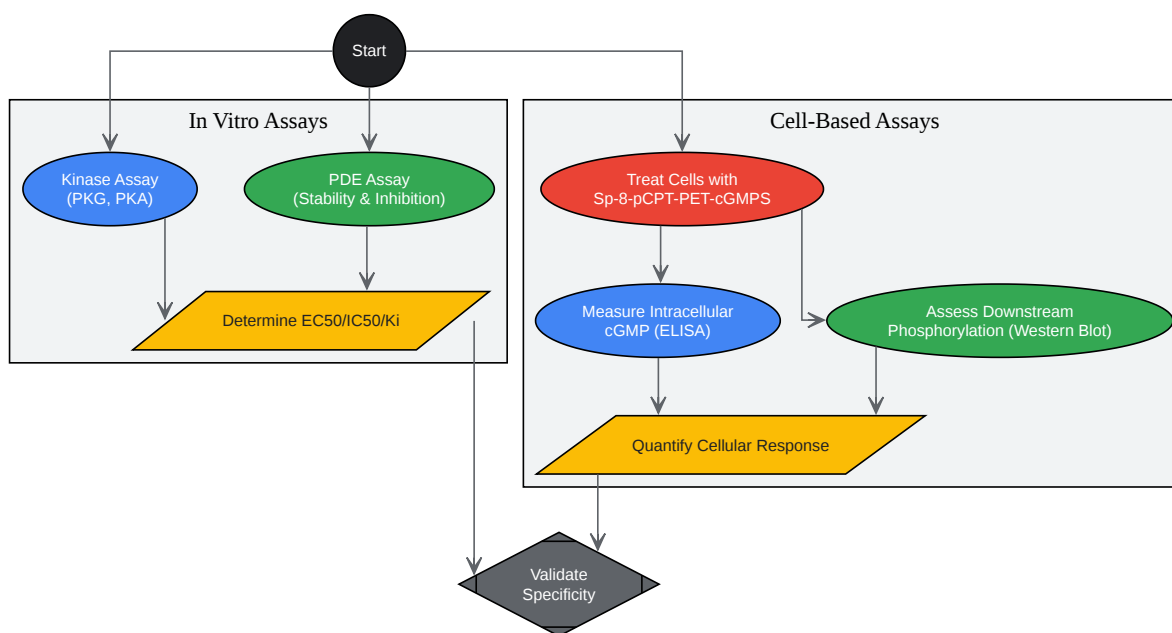 Start
In Vitro Assays
Cell-Based Assays
Kinase Assay
(PKG, PKA)
PDE Assay
(Stability & Inhibition)
Treat Cells with
Sp-8-pCPT-PET-cGMPS
Determine EC50/IC50/Ki
Measure Intracellular
cGMP (ELISA)
Assess Downstream
Phosphorylation (Western Blot)
Quantify Cellular Response
Validate
Specificity